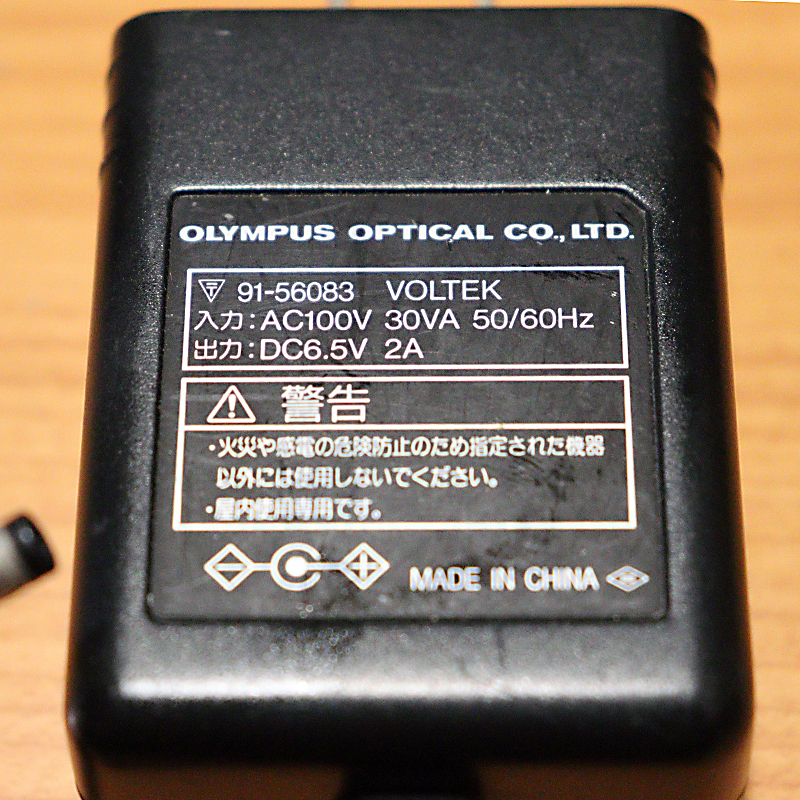 OLYMPUS OPTICAL CO., LTD.
91-56083 VOLTEK
入力:AC100V 30VA 50/60Hz
出力:DC6.5V 2A
警告
・火災や感電の危険防止のため指定された機器
以外には使用しないでください。
・屋内使用専用です。
MADE IN CHINA